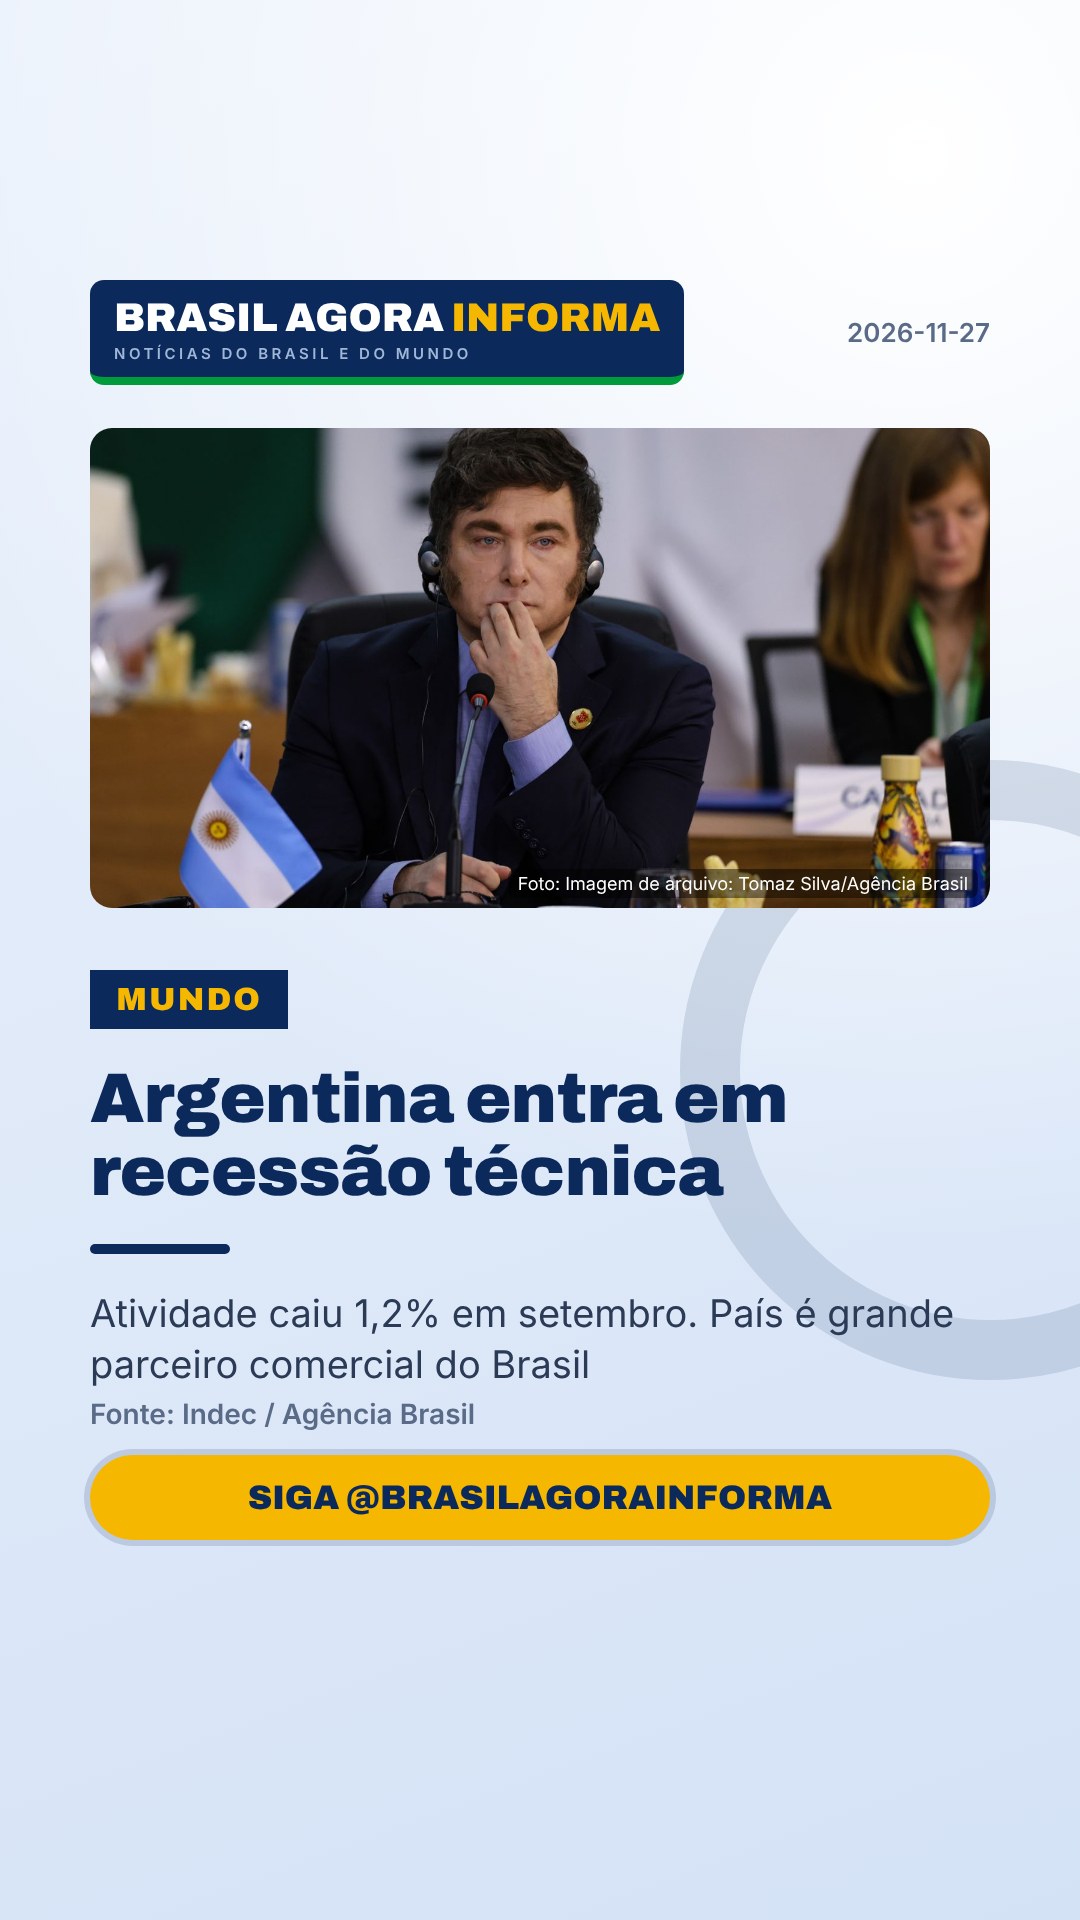 BRASIL AGORA INFORMA
NOTÍCIAS DO BRASIL E DO MUNDO
2026-11-27
Foto: Imagem de arquivo: Tomaz Silva/Agência Brasil
MUNDO
Argentina entra em
recessão técnica
Atividade caiu 1,2% em setembro. País é grande
parceiro comercial do Brasil
Fonte: Indec / Agência Brasil
SIGA @BRASILAGORAINFORMA